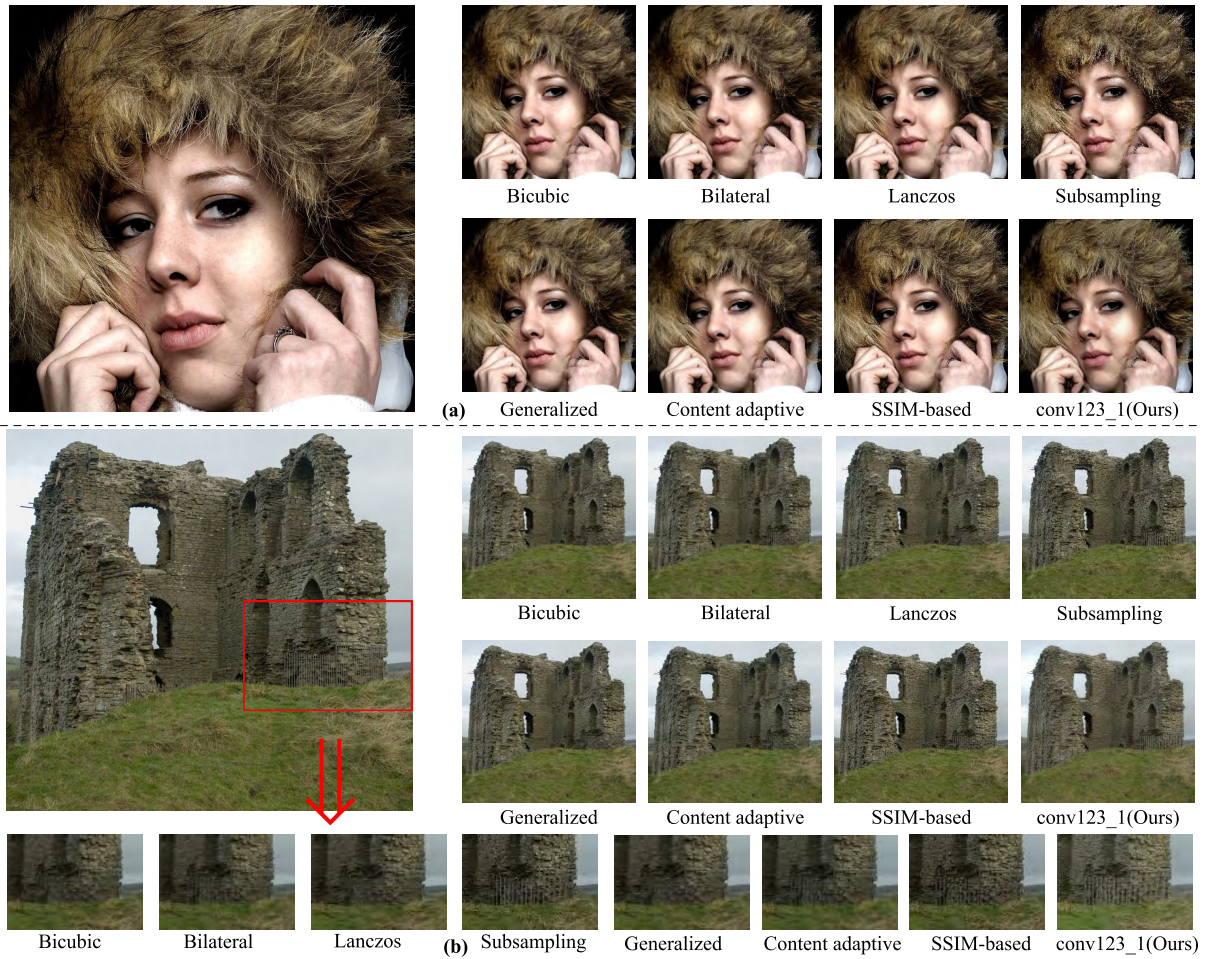 Bicubic Bilateral Lanczos Subsampling
(a) Generalized Content adaptive SSIM-based conv123_1(Ours)
Bicubic Bilateral Lanczos Subsampling
Generalized Content adaptive SSIM-based conv123_1(Ours)
Bicubic Bilateral Lanczos (b) Subsampling Generalized Content adaptive SSIM-based conv123_1(Ours)